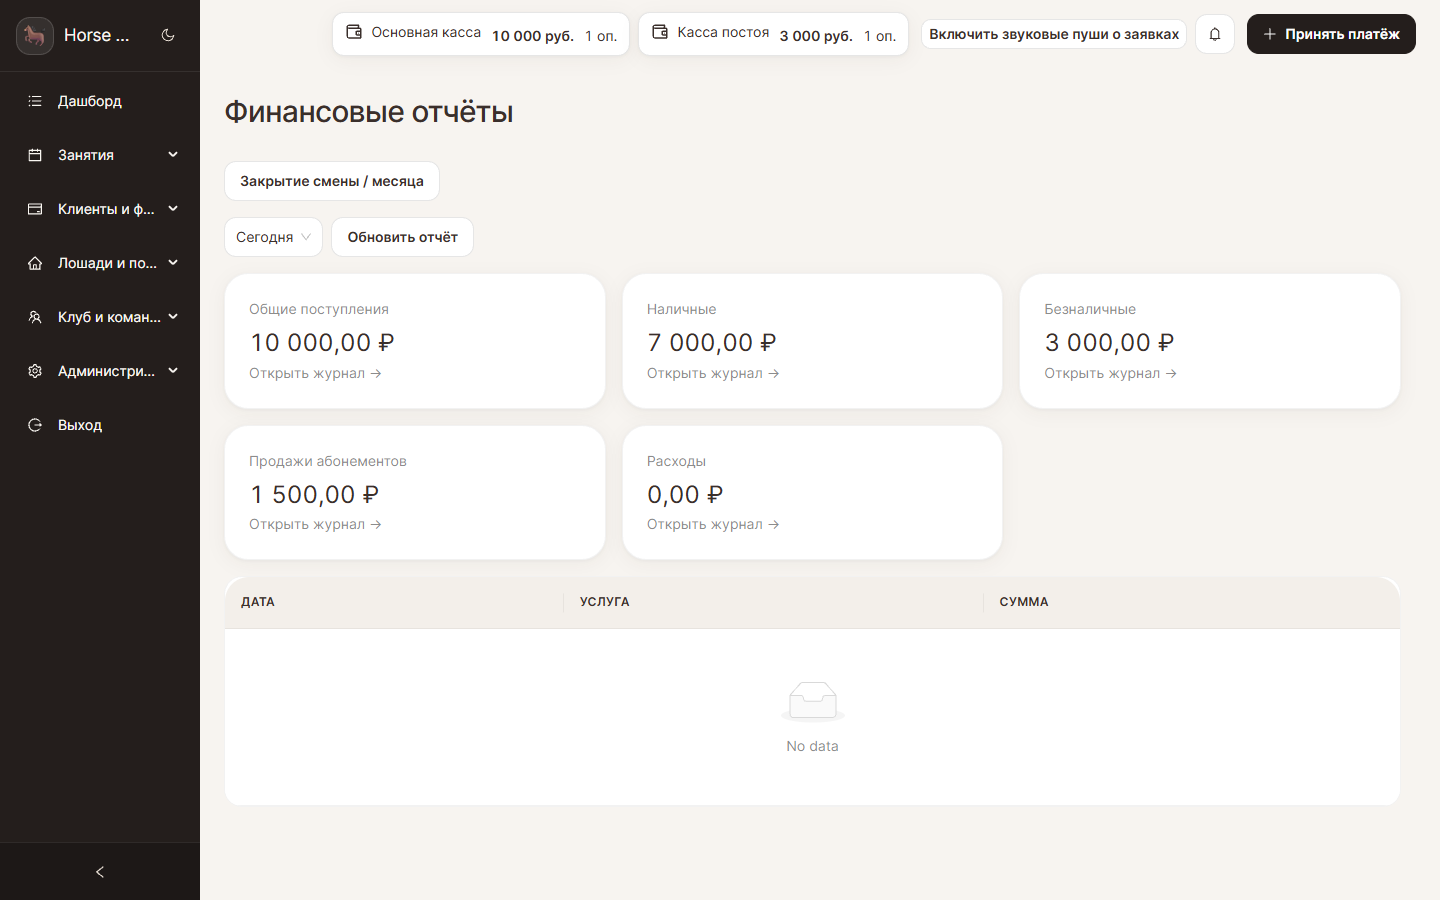 Horse ...
Основная касса 10 000 руб. 1 оп.
Касса постоя 3 000 руб. 1 оп.
Включить звуковые пуши о заявках
Принять платёж
Дашборд
Занятия
Клиенты и ф...
Лошади и по...
Клуб и коман...
Администри...
Выход
Финансовые отчёты
Закрытие смены / месяца
Сегодня
Обновить отчёт
Общие поступления
10 000,00 ₽
Открыть журнал →
Наличные
7 000,00 ₽
Открыть журнал →
Безналичные
3 000,00 ₽
Открыть журнал →
Продажи абонементов
1 500,00 ₽
Открыть журнал →
Расходы
0,00 ₽
Открыть журнал →
ДАТА УСЛУГА СУММА
No data